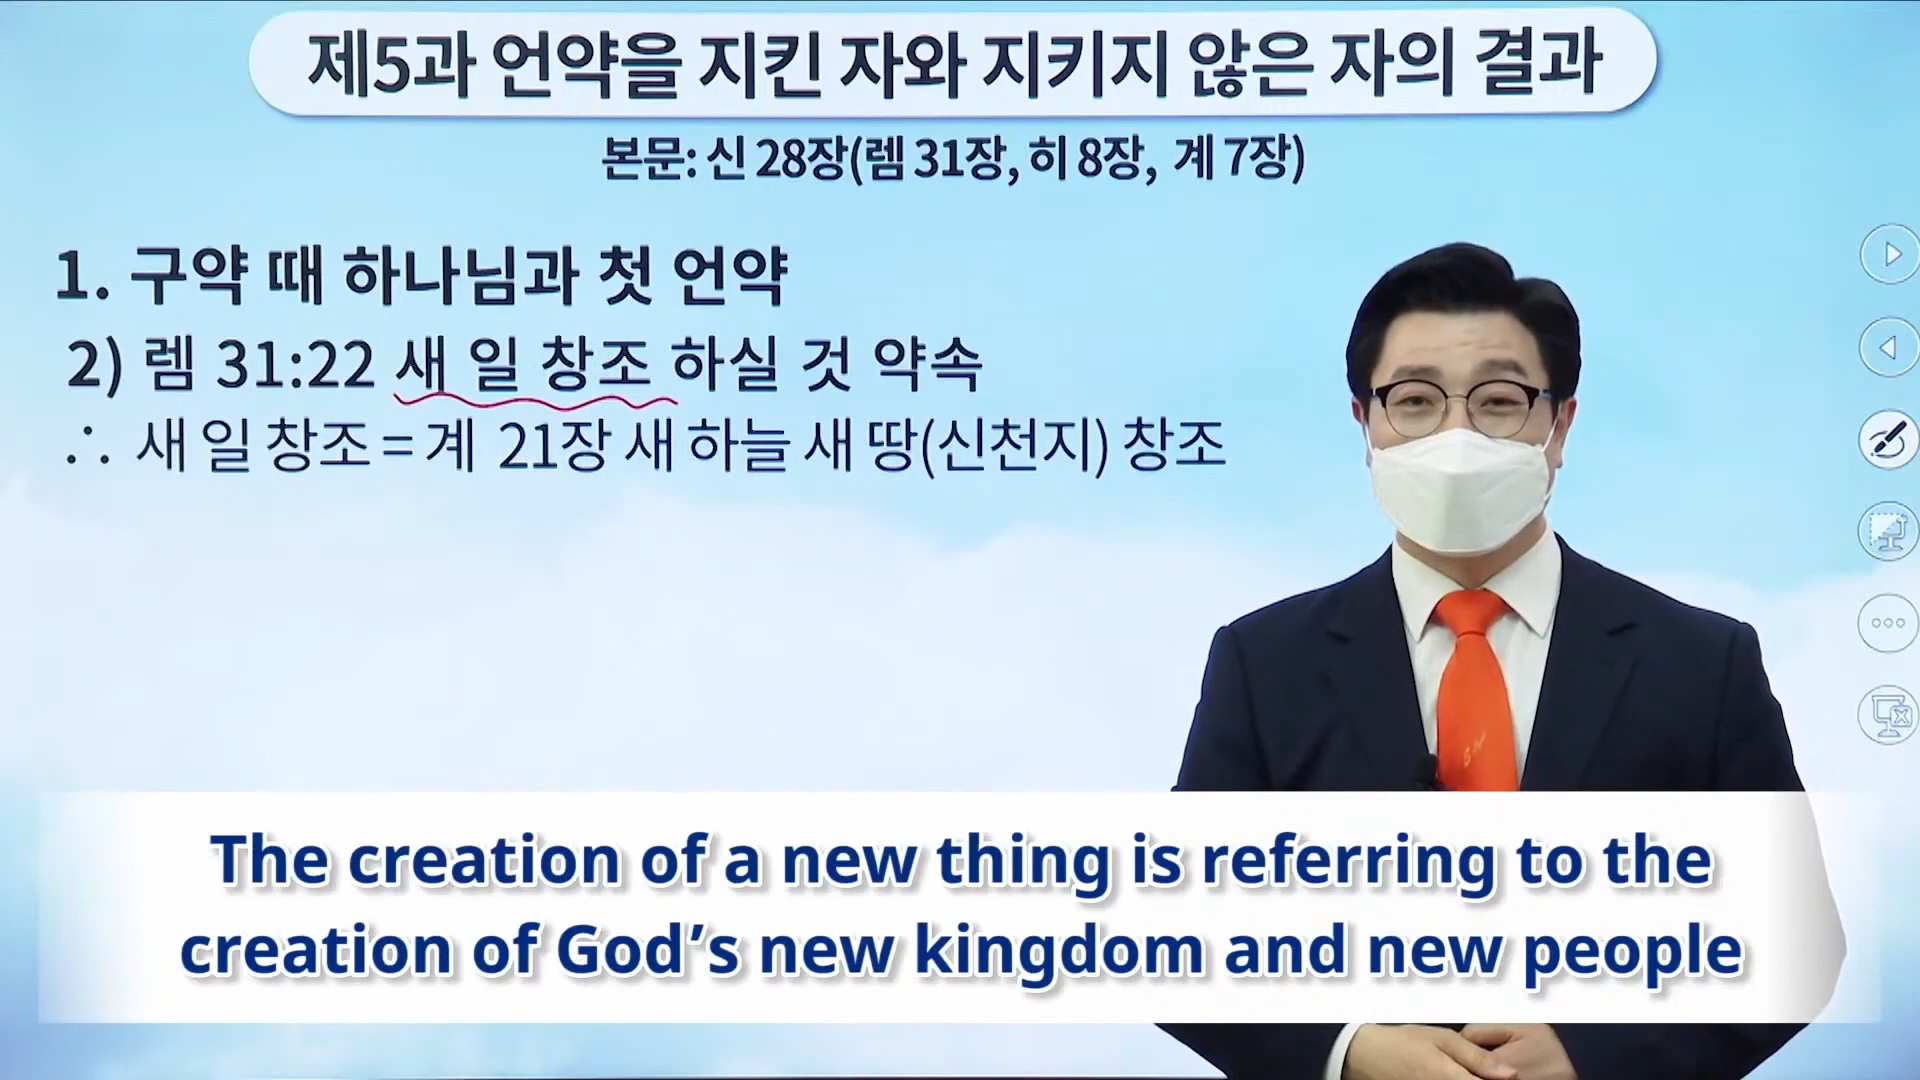 제5과 언약을 지킨 자와 지키지 않은 자의 결과
본문: 신 28장(렘 31장, 히 8장, 계 7장)
1. 구약 때 하나님과 첫 언약
2) 렘 31:22 새 일 창조 하실 것 약속
∴ 새 일 창조 = 계 21장 새 하늘 새 땅(신천지) 창조
The creation of a new thing is referring to the
creation of God’s new kingdom and new people